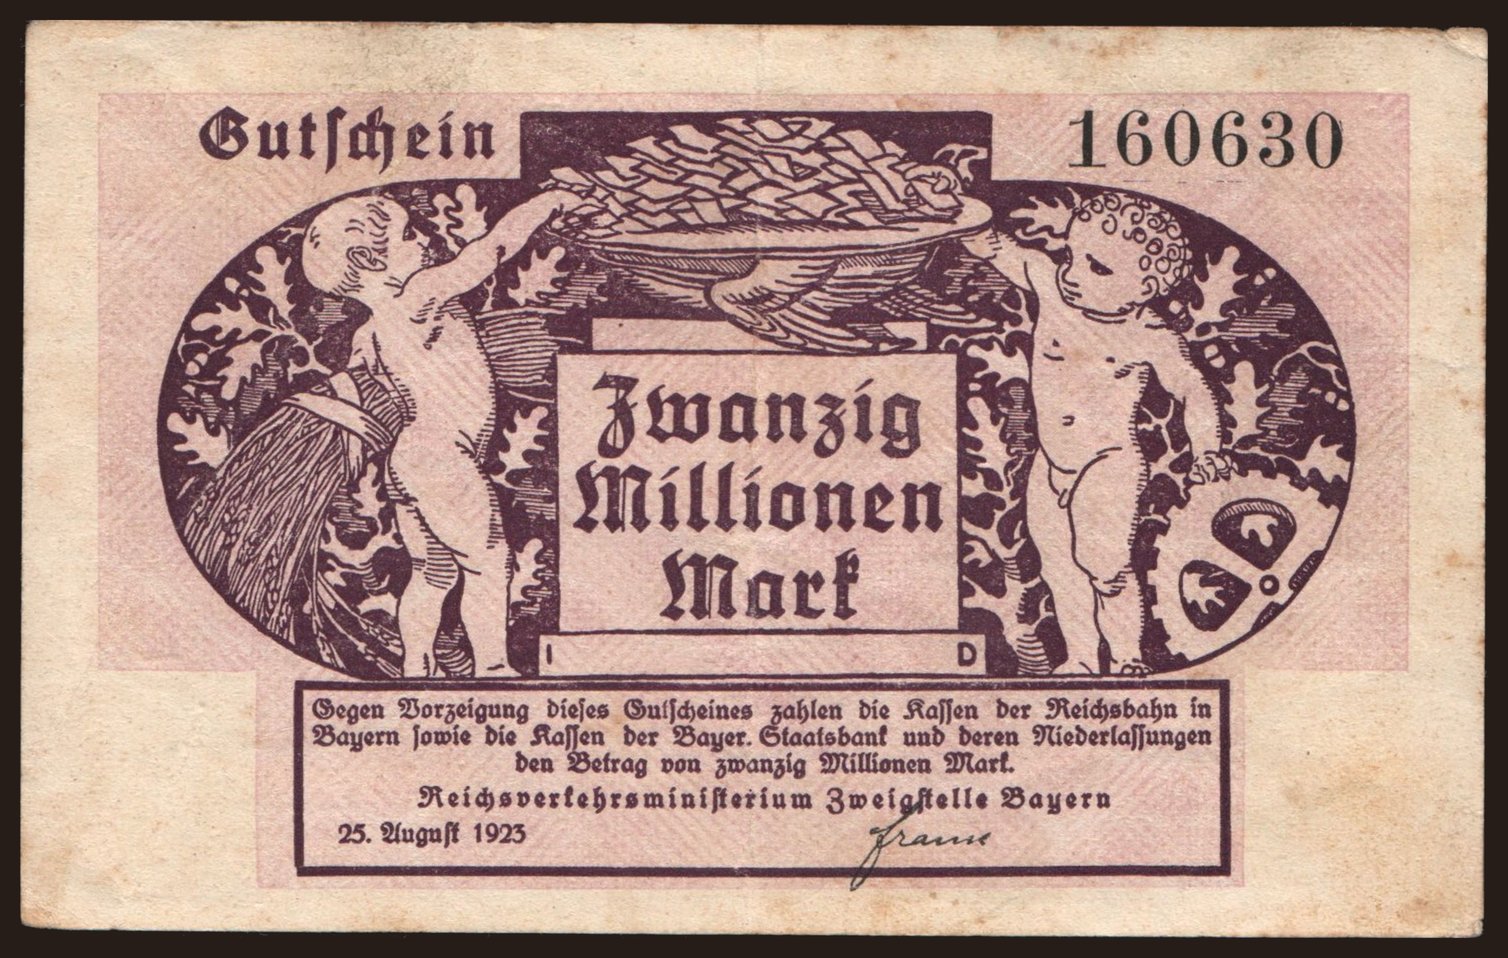 Gutschein
160630
Zwanzig
Millionen
Mark
I D
Gegen Vorzeigung dieses Gutscheines zahlen die Kassen der Reichsbahn in
Bayern sowie die Kassen der Bayer. Staatsbank und deren Niederlassungen
den Betrag von zwanzig Millionen Mark.
Reichsverkehrsministerium Zweigstelle Bayern
25. August 1923